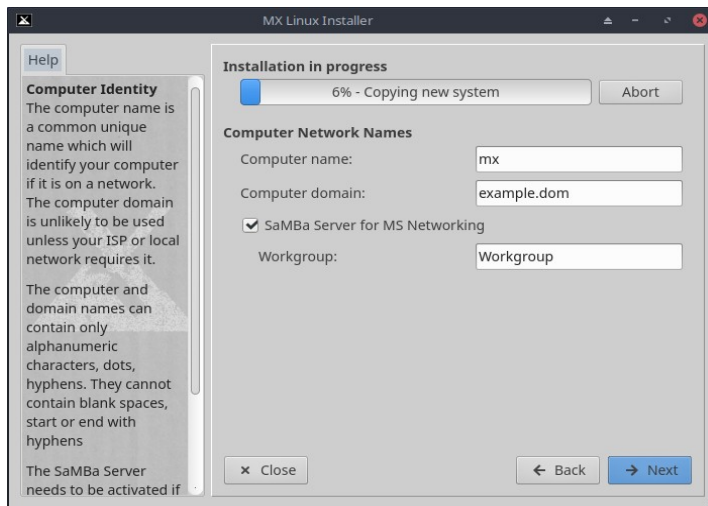 MX Linux Installer
Help
Computer Identity
The computer name is
a common unique
name which will
identify your computer
if it is on a network.
The computer domain
is unlikely to be used
unless your ISP or local
network requires it.
The computer and
domain names can
contain only
alphanumeric
characters, dots,
hyphens. They cannot
contain blank spaces,
start or end with
hyphens
The SaMBa Server
needs to be activated if
Installation in progress
6% - Copying new system
Abort
Computer Network Names
Computer name: mx
Computer domain: example.dom
SaMBa Server for MS Networking
Workgroup: Workgroup
Close
Back
Next